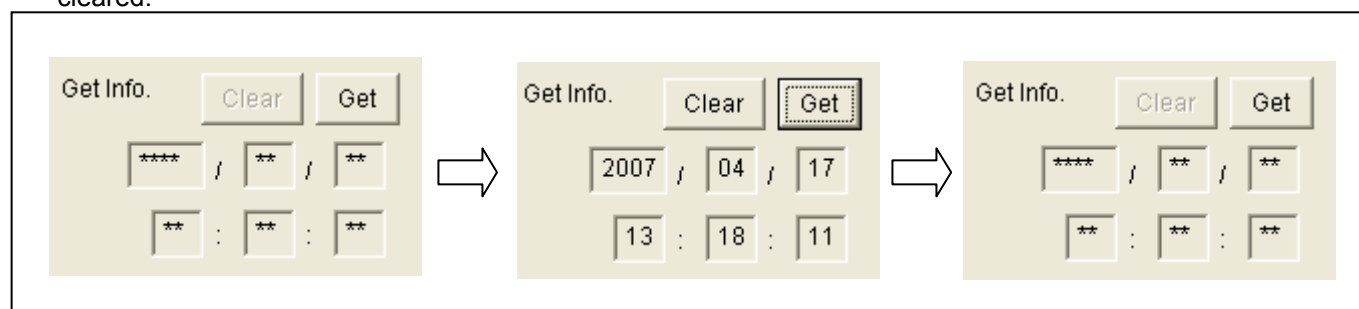 cleared.
Get Info. Clear Get
**** / ** / **
** : ** : **
Get Info. Clear Get
2007 / 04 / 17
13 : 18 : 11
Get Info. Clear Get
**** / ** / **
** : ** : **